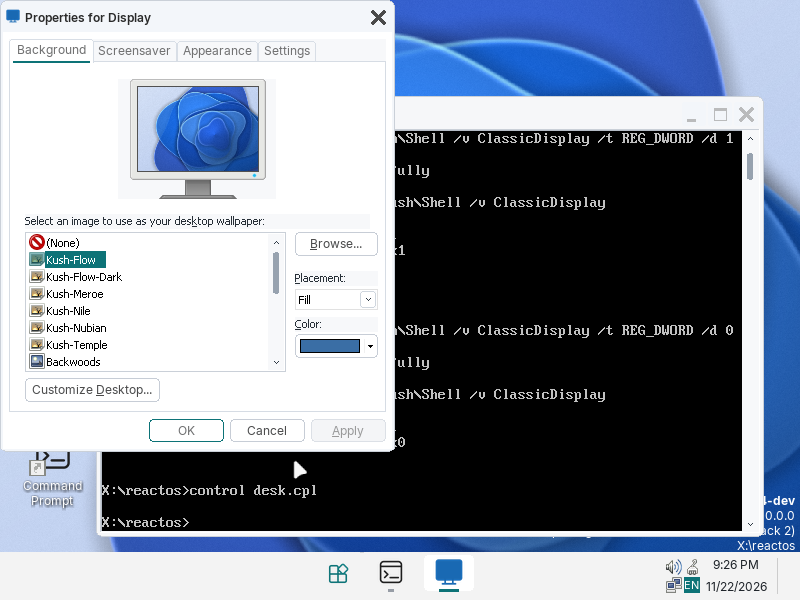 Properties for Display
Background
Screensaver
Appearance
Settings
Select an image to use as your desktop wallpaper:
(None)
Kush-Flow
Kush-Flow-Dark
Kush-Meroe
Kush-Nile
Kush-Nubian
Kush-Temple
Backwoods
Browse...
Placement:
Fill
Color:
Customize Desktop...
OK
Cancel
Apply
\Shell /v ClassicDisplay /t REG_DWORD /d 1
fully
ush\Shell /v ClassicDisplay
1
\Shell /v ClassicDisplay /t REG_DWORD /d 0
fully
ush\Shell /v ClassicDisplay
0
X:\reactos>control desk.cpl
X:\reactos>
Command
Prompt
-dev
0.0.0
ack 2)
X:\reactos
EN
9:26 PM
11/22/2026